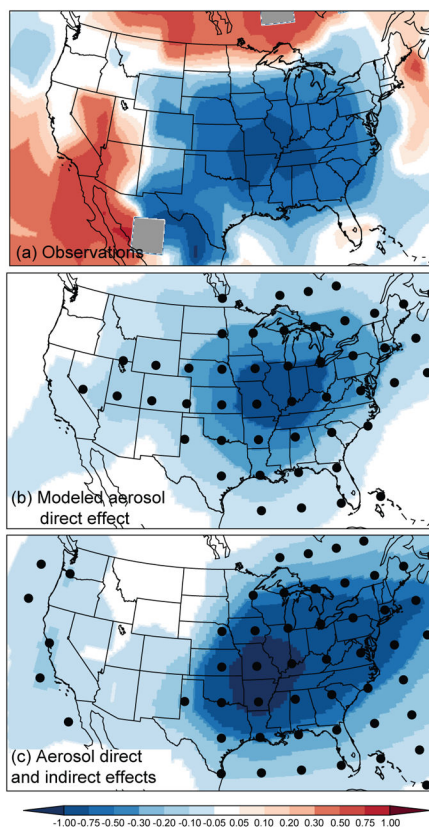 (a) Observations
(b) Modeled aerosol
direct effect
(c) Aerosol direct
and indirect effects
-1.00 -0.75 -0.50 -0.30 -0.20 -0.10 -0.05 0.05 0.10 0.20 0.30 0.50 0.75 1.00